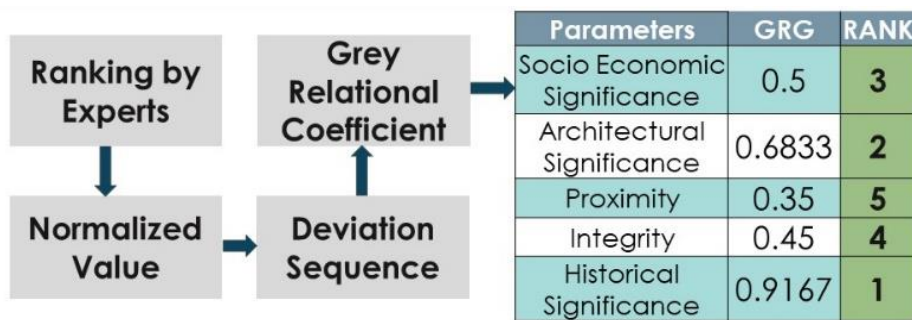 Ranking by
Experts
Normalized
Value
Deviation
Sequence
Grey
Relational
Coefficient
Parameters GRG RANK
Socio Economic
Significance 0.5 3
Architectural
Significance 0.6833 2
Proximity 0.35 5
Integrity 0.45 4
Historical
Significance 0.9167 1